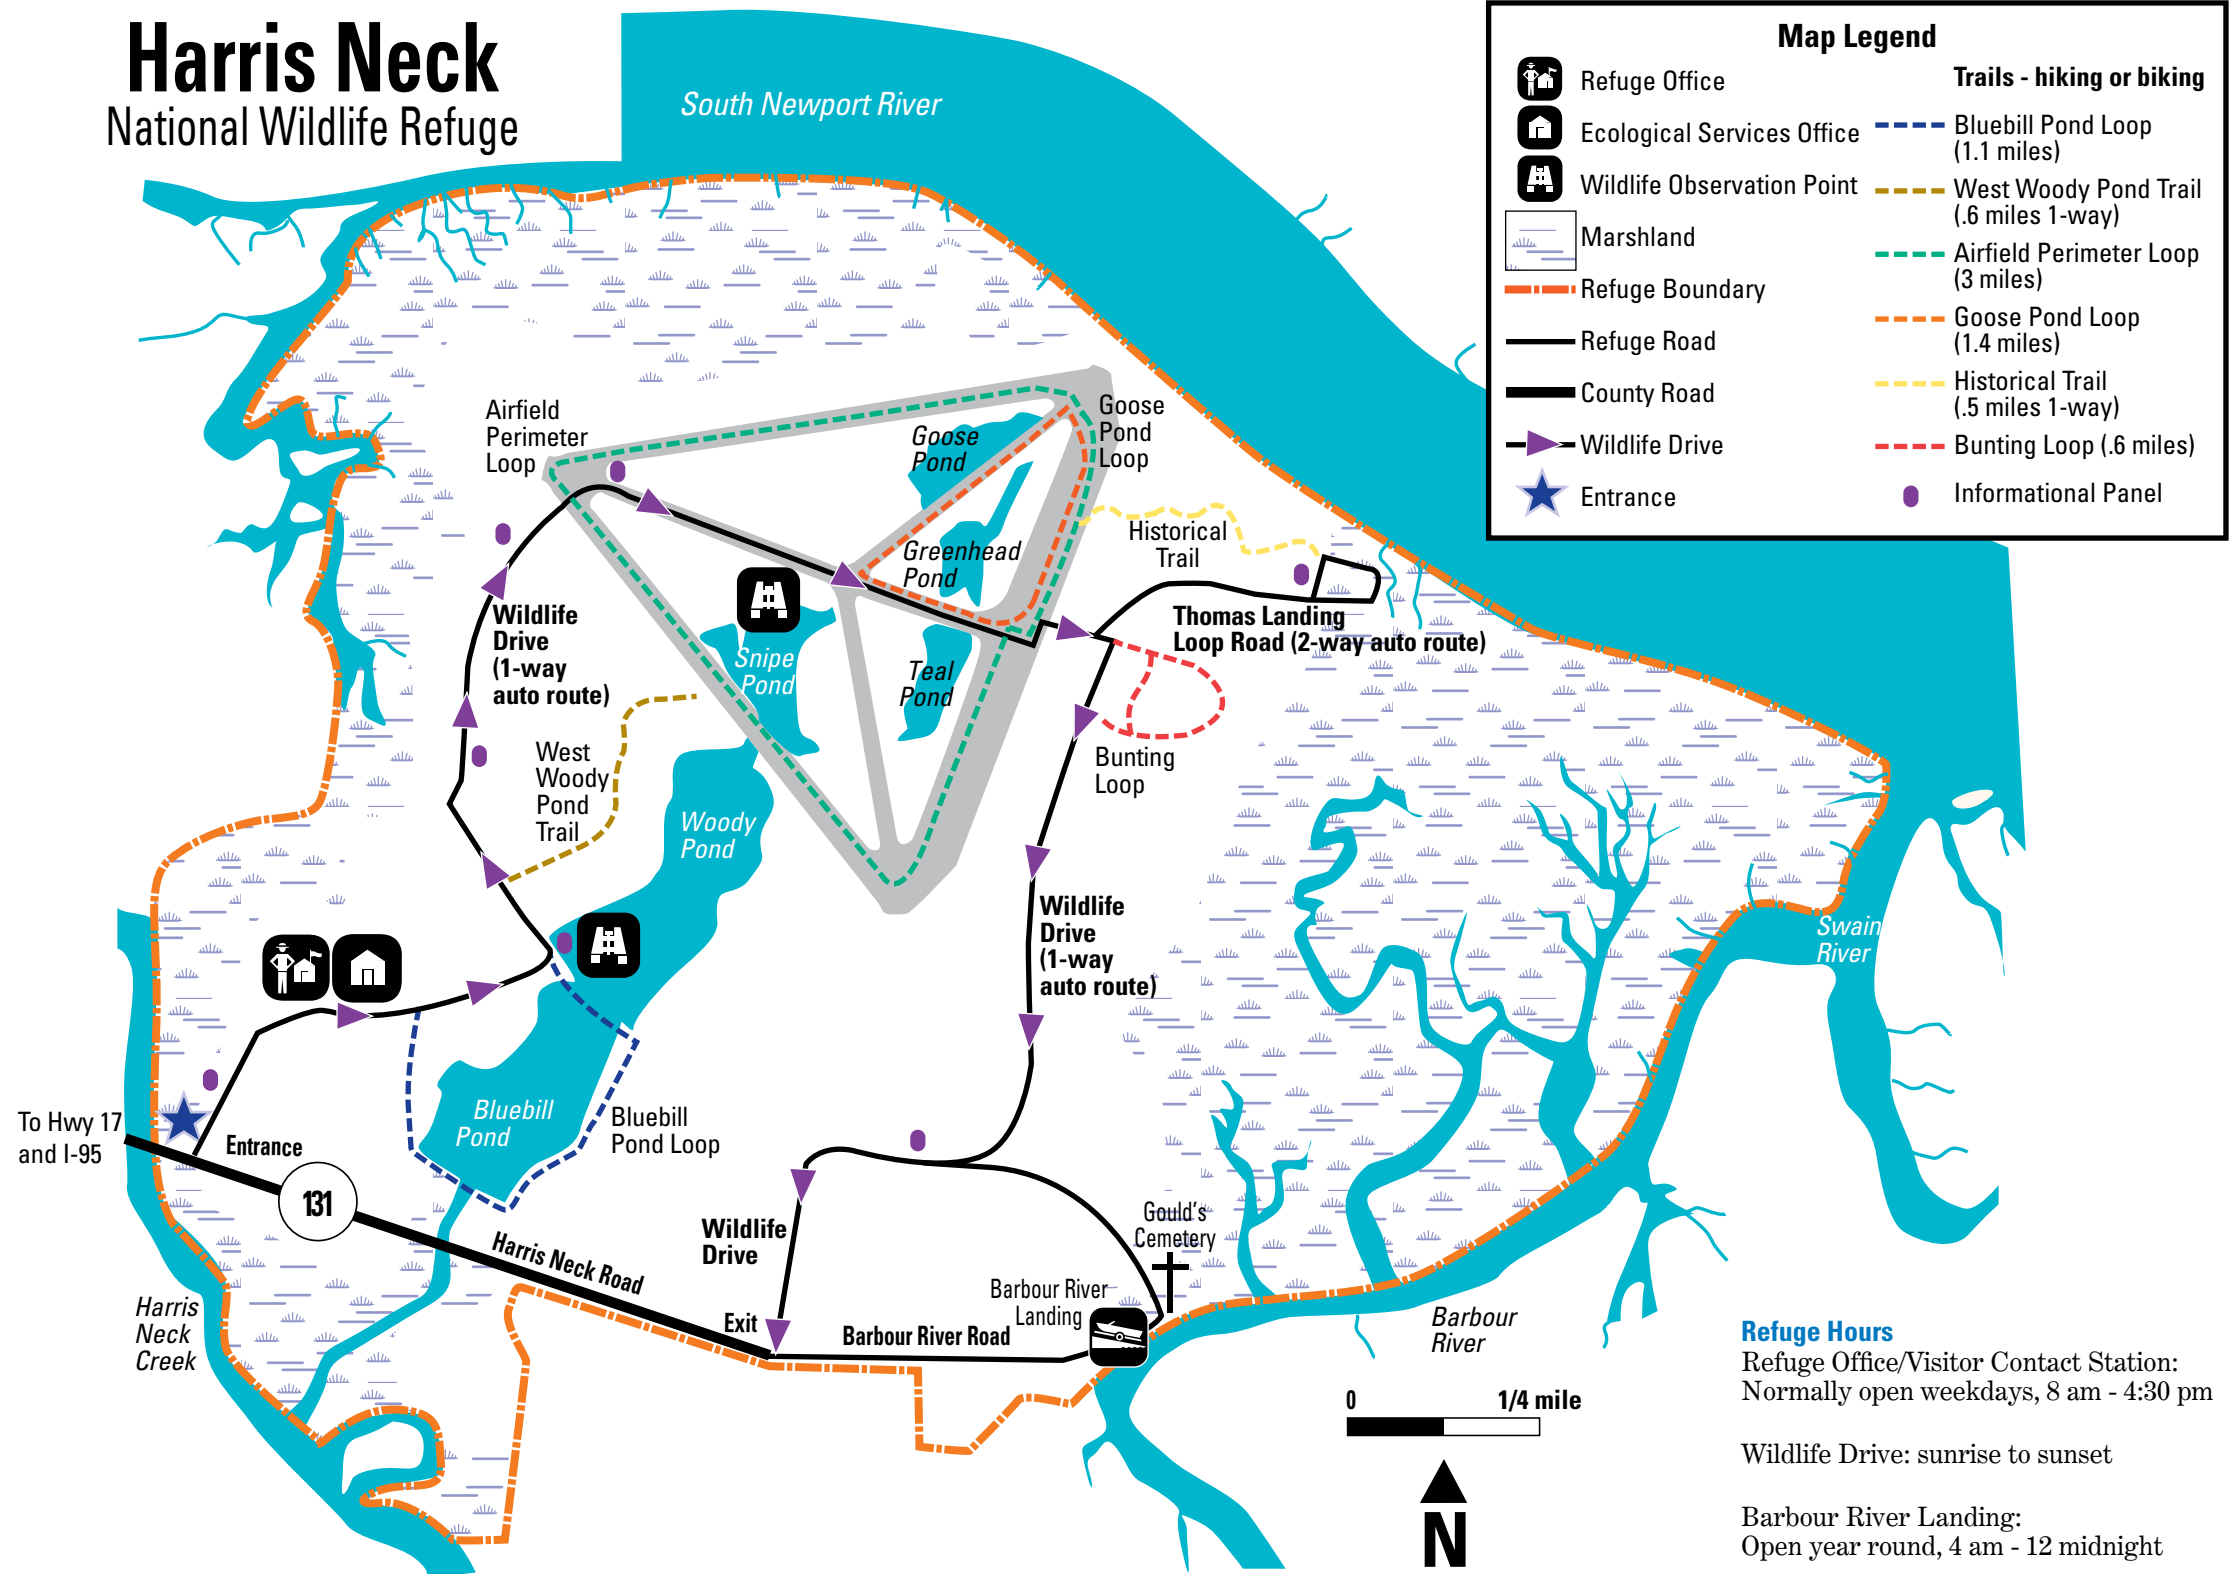 Harris Neck
National Wildlife Refuge
South Newport River
Map Legend
Refuge Office
Ecological Services Office
Wildlife Observation Point
Marshland
Refuge Boundary
Refuge Road
County Road
Wildlife Drive
Entrance
Trails - hiking or biking
Bluebill Pond Loop
(1.1 miles)
West Woody Pond Trail
(.6 miles 1-way)
Airfield Perimeter Loop
(3 miles)
Goose Pond Loop
(1.4 miles)
Historical Trail
(.5 miles 1-way)
Bunting Loop (.6 miles)
Informational Panel
Airfield
Perimeter
Loop
Goose
Pond
Goose
Pond
Loop
Historical
Trail
Greenhead
Pond
Wildlife
Drive
(1-way
auto route)
Thomas Landing
Loop Road (2-way auto route)
Snipe
Pond
Teal
Pond
West
Woody
Pond
Trail
Bunting
Loop
Woody
Pond
Wildlife
Drive
(1-way
auto route)
Swain
River
Bluebill
Pond
Bluebill
Pond Loop
To Hwy 17
and I-95
Entrance
131
Harris Neck Road
Wildlife
Drive
Gould's
Cemetery
Barbour River
Landing
Exit
Barbour River Road
Harris
Neck
Creek
Barbour
River
0
1/4 mile
N
Refuge Hours
Refuge Office/Visitor Contact Station:
Normally open weekdays, 8 am - 4:30 pm
Wildlife Drive: sunrise to sunset
Barbour River Landing:
Open year round, 4 am - 12 midnight